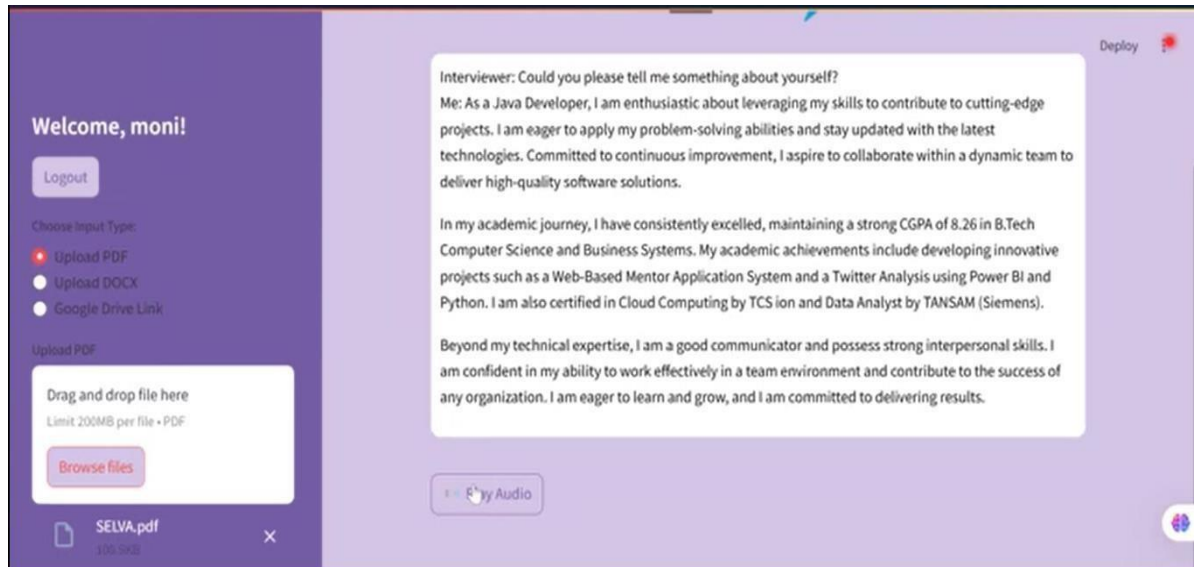 Deploy
Welcome, moni!
Logout
Choose Input Type:
Upload PDF
Upload DOCX
Google Drive Link
Upload PDF
Drag and drop file here
Limit 200MB per file • PDF
Browse files
SELVA.pdf
Interviewer: Could you please tell me something about yourself?
Me: As a Java Developer, I am enthusiastic about leveraging my skills to contribute to cutting-edge
projects. I am eager to apply my problem-solving abilities and stay updated with the latest
technologies. Committed to continuous improvement, I aspire to collaborate within a dynamic team to
deliver high-quality software solutions.
In my academic journey, I have consistently excelled, maintaining a strong CGPA of 8.26 in B.Tech
Computer Science and Business Systems. My academic achievements include developing innovative
projects such as a Web-Based Mentor Application System and a Twitter Analysis using Power BI and
Python. I am also certified in Cloud Computing by TCS ion and Data Analyst by TANSAM (Siemens).
Beyond my technical expertise, I am a good communicator and possess strong interpersonal skills. I
am confident in my ability to work effectively in a team environment and contribute to the success of
any organization. I am eager to learn and grow, and I am committed to delivering results.
Play Audio